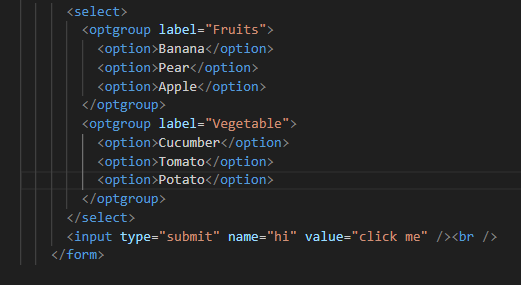 <select>
<optgroup label="Fruits">
<option>Banana</option>
<option>Pear</option>
<option>Apple</option>
</optgroup>
<optgroup label="Vegetable">
<option>Cucumber</option>
<option>Tomato</option>
<option>Potato</option>
</optgroup>
</select>
<input type="submit" name="hi" value="click me" /><br />
</form>